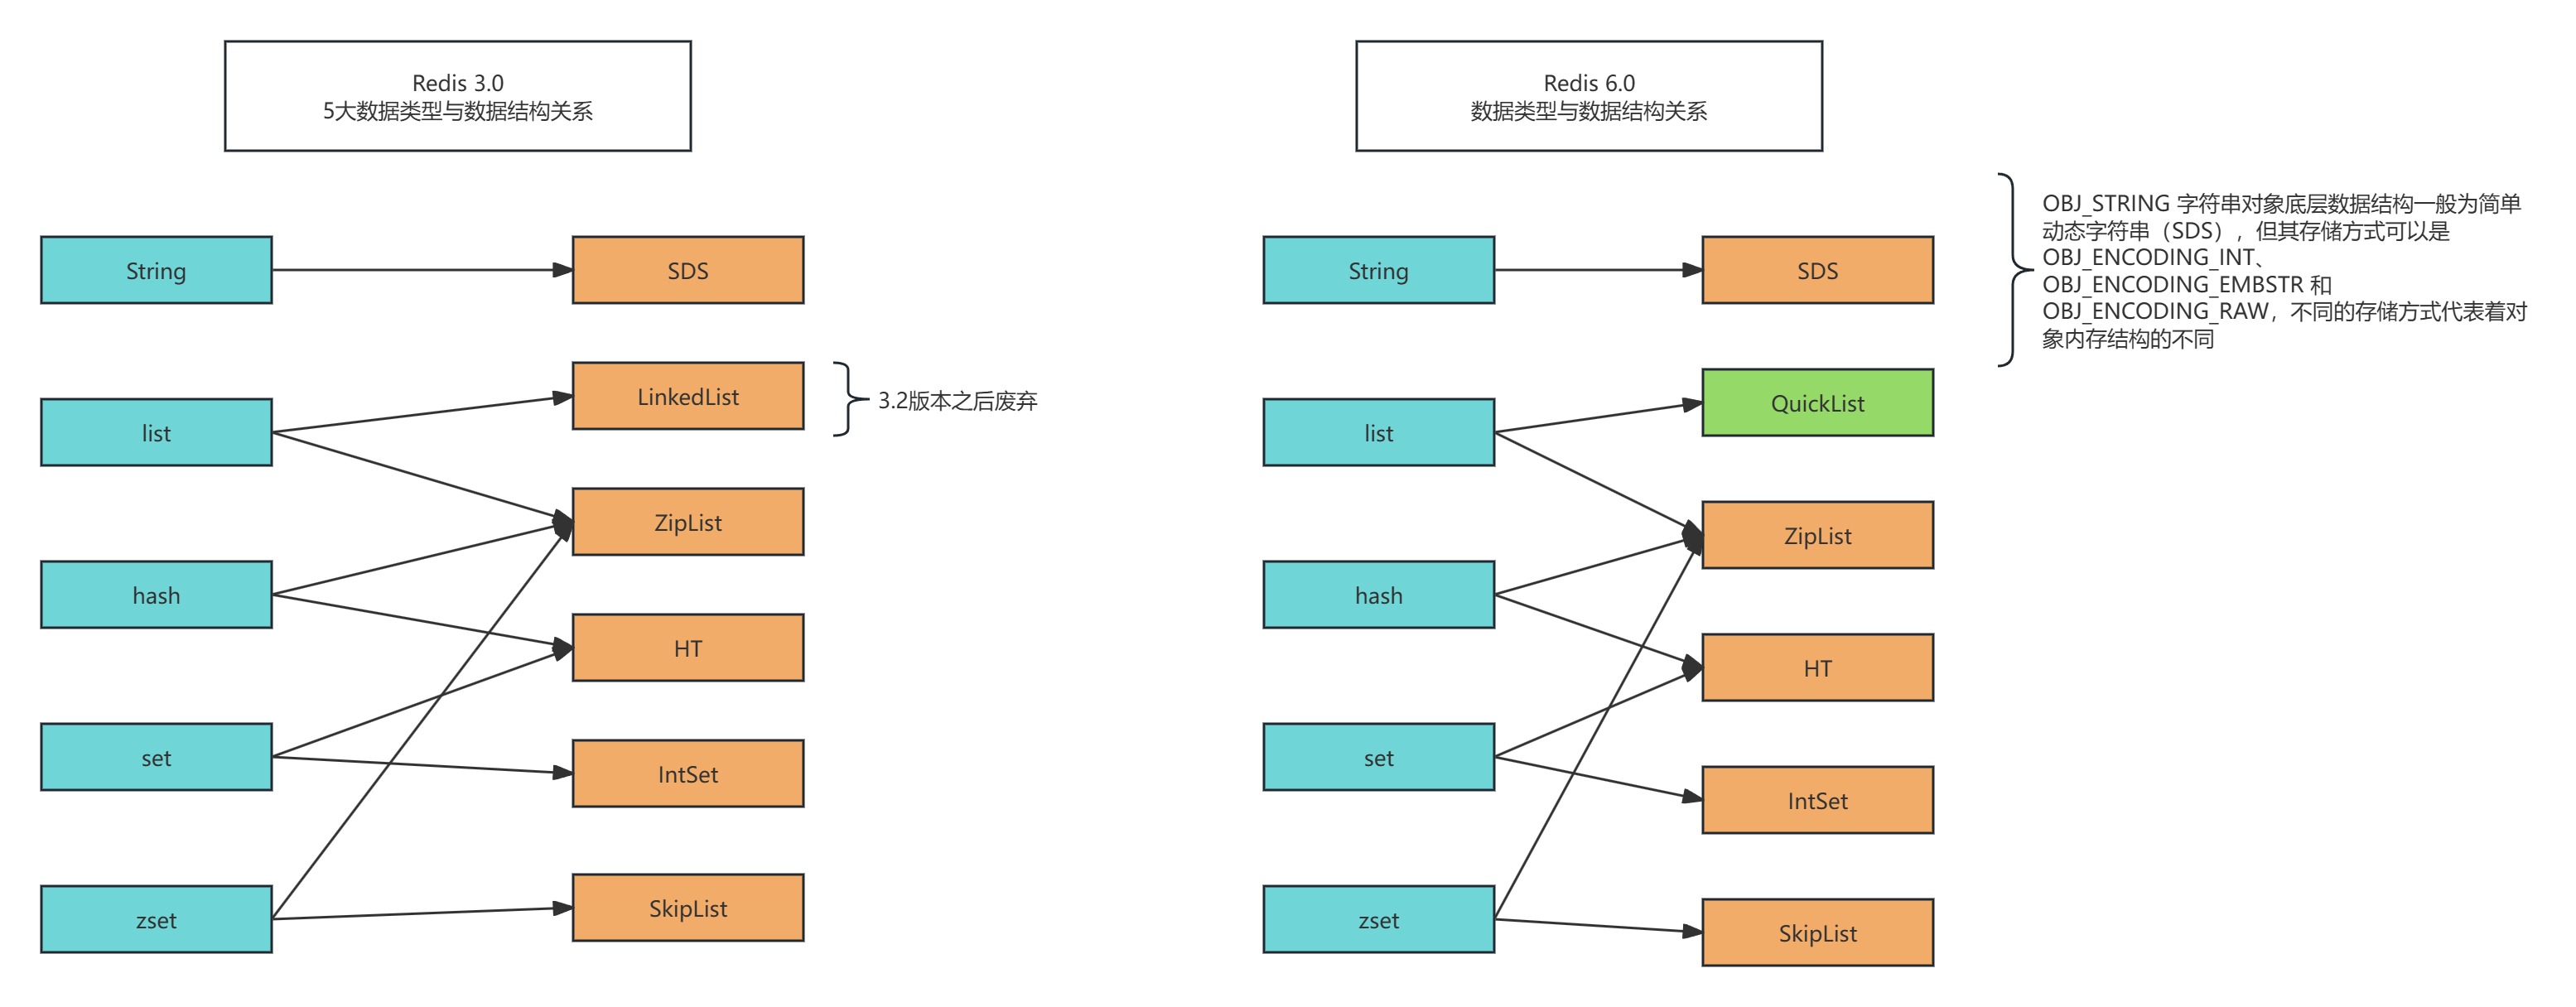 Redis 3.0
5大数据类型与数据结构关系
String
SDS
list
LinkedList
3.2版本之后废弃
ZipList
hash
HT
set
IntSet
zset
SkipList
Redis 6.0
数据类型与数据结构关系
String
SDS
OBJ_STRING 字符串对象底层数据结构一般为简单
动态字符串（SDS），但其存储方式可以是
OBJ_ENCODING_INT、
OBJ_ENCODING_EMBSTR 和
OBJ_ENCODING_RAW，不同的存储方式代表着对
象内存结构的不同
list
QuickList
ZipList
hash
HT
set
IntSet
zset
SkipList